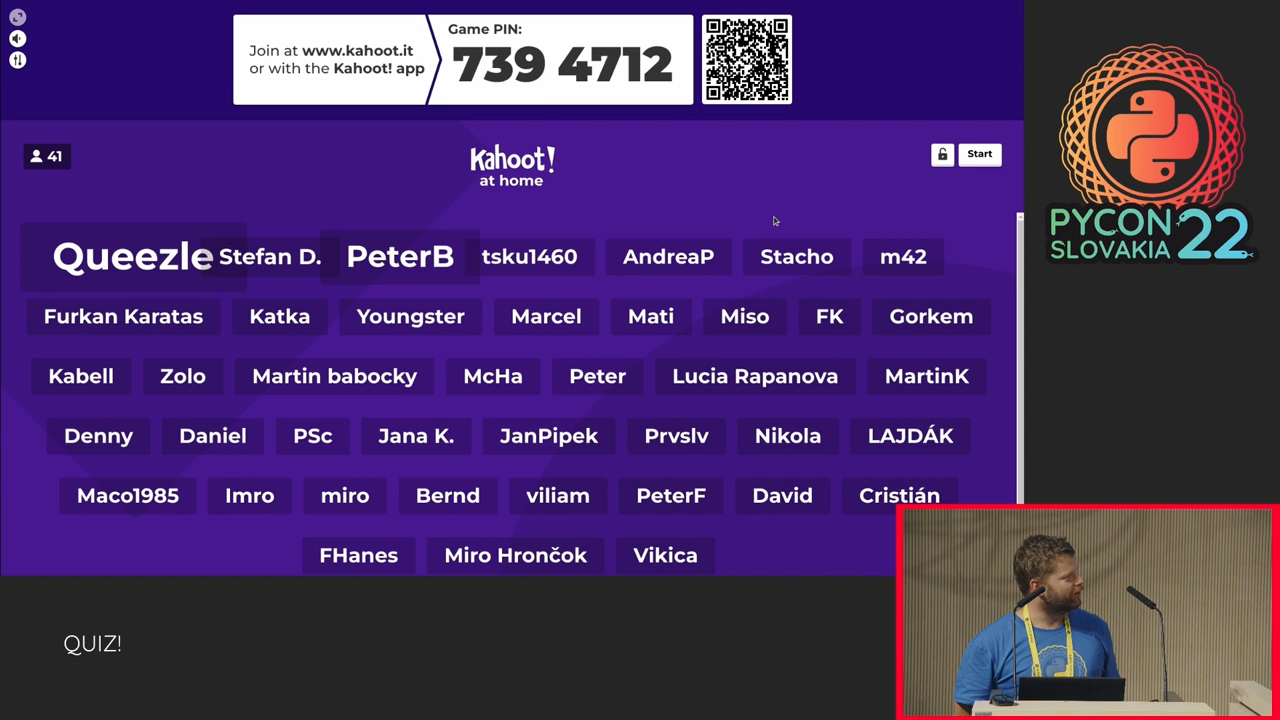 Join at www.kahoot.it
or with the Kahoot! app
Game PIN:
739 4712
41
Kahoot!
at home
Start
Queezle Stefan D. PeterB tsku1460 AndreaP Stacho m42
Furkan Karatas Katka Youngster Marcel Mati Miso FK Gorkem
Kabell Zolo Martin babocky McHa Peter Lucia Rapanova MartinK
Denny Daniel PSc Jana K. JanPipek Prvslv Nikola LAJDÁK
Maco1985 Imro miro Bernd viliam PeterF David Cristián
FHanes Miro Hrončok Vikica
PYCON 22
SLOVAKIA
QUIZ!